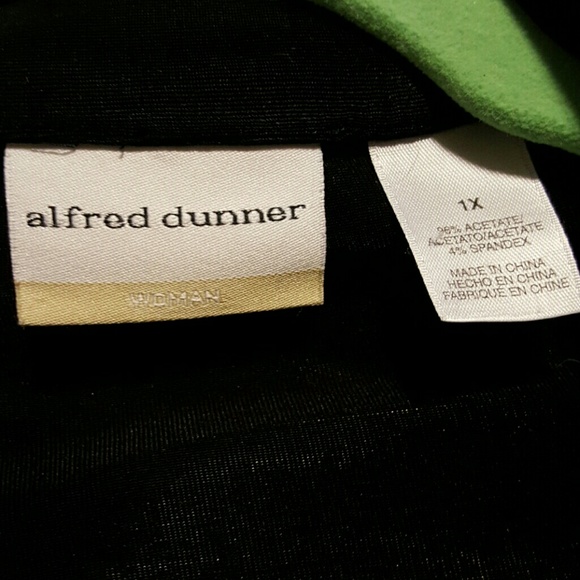 alfred dunner
WOMAN
1X
96% ACETATE/
ACETATO/ACETATE
4% SPANDEX
MADE IN CHINA
HECHO EN CHINA
FABRIQUE EN CHINE